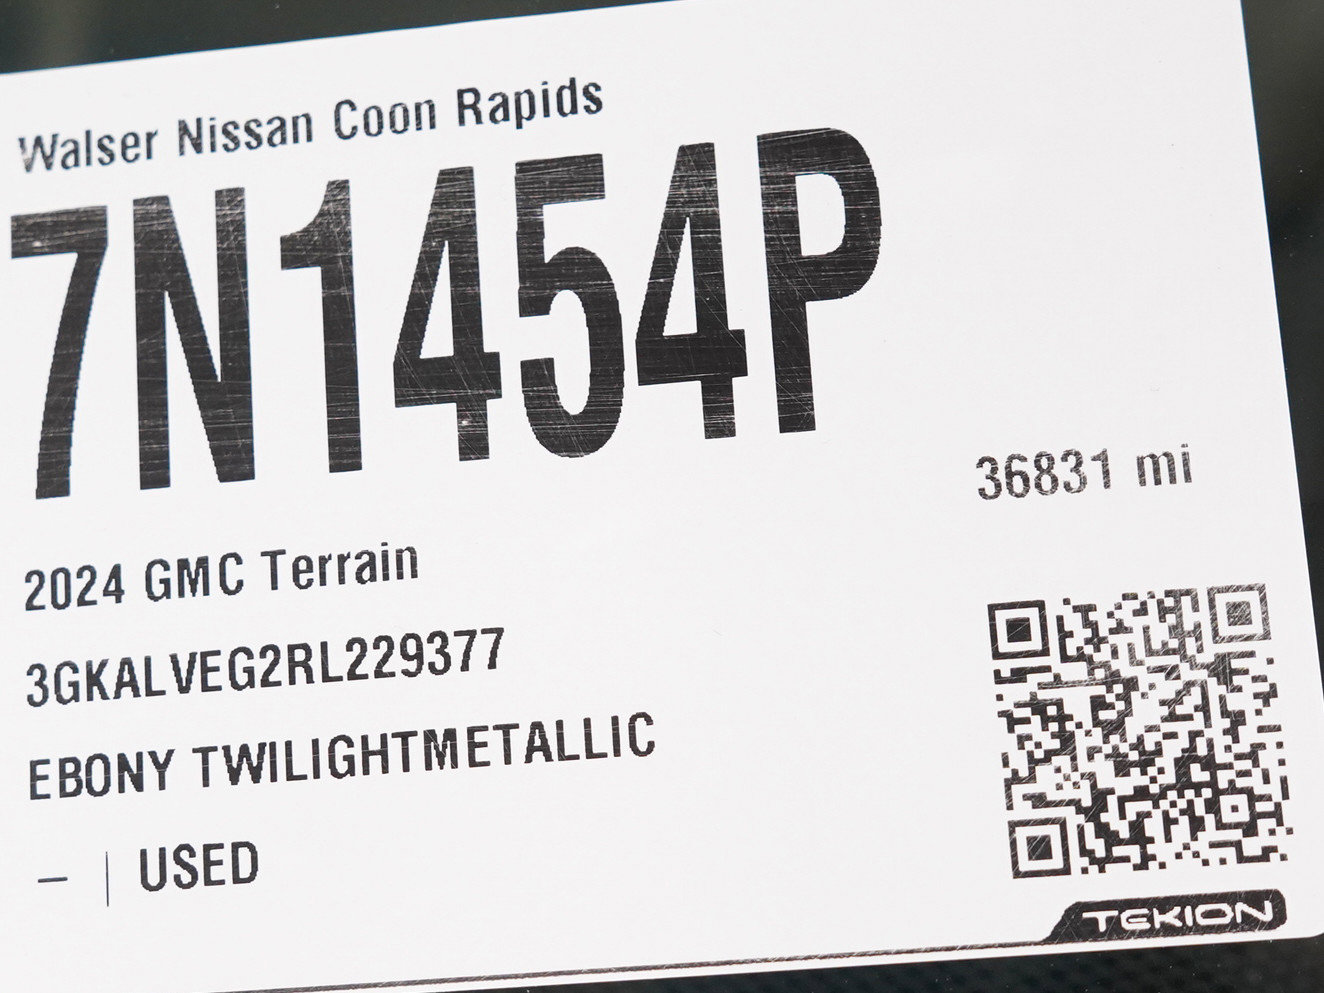 Walser Nissan Coon Rapids
7N1454P
36831 mi
2024 GMC Terrain
3GKALVEG2RL229377
EBONY TWILIGHTMETALLIC
– | USED
TEKION